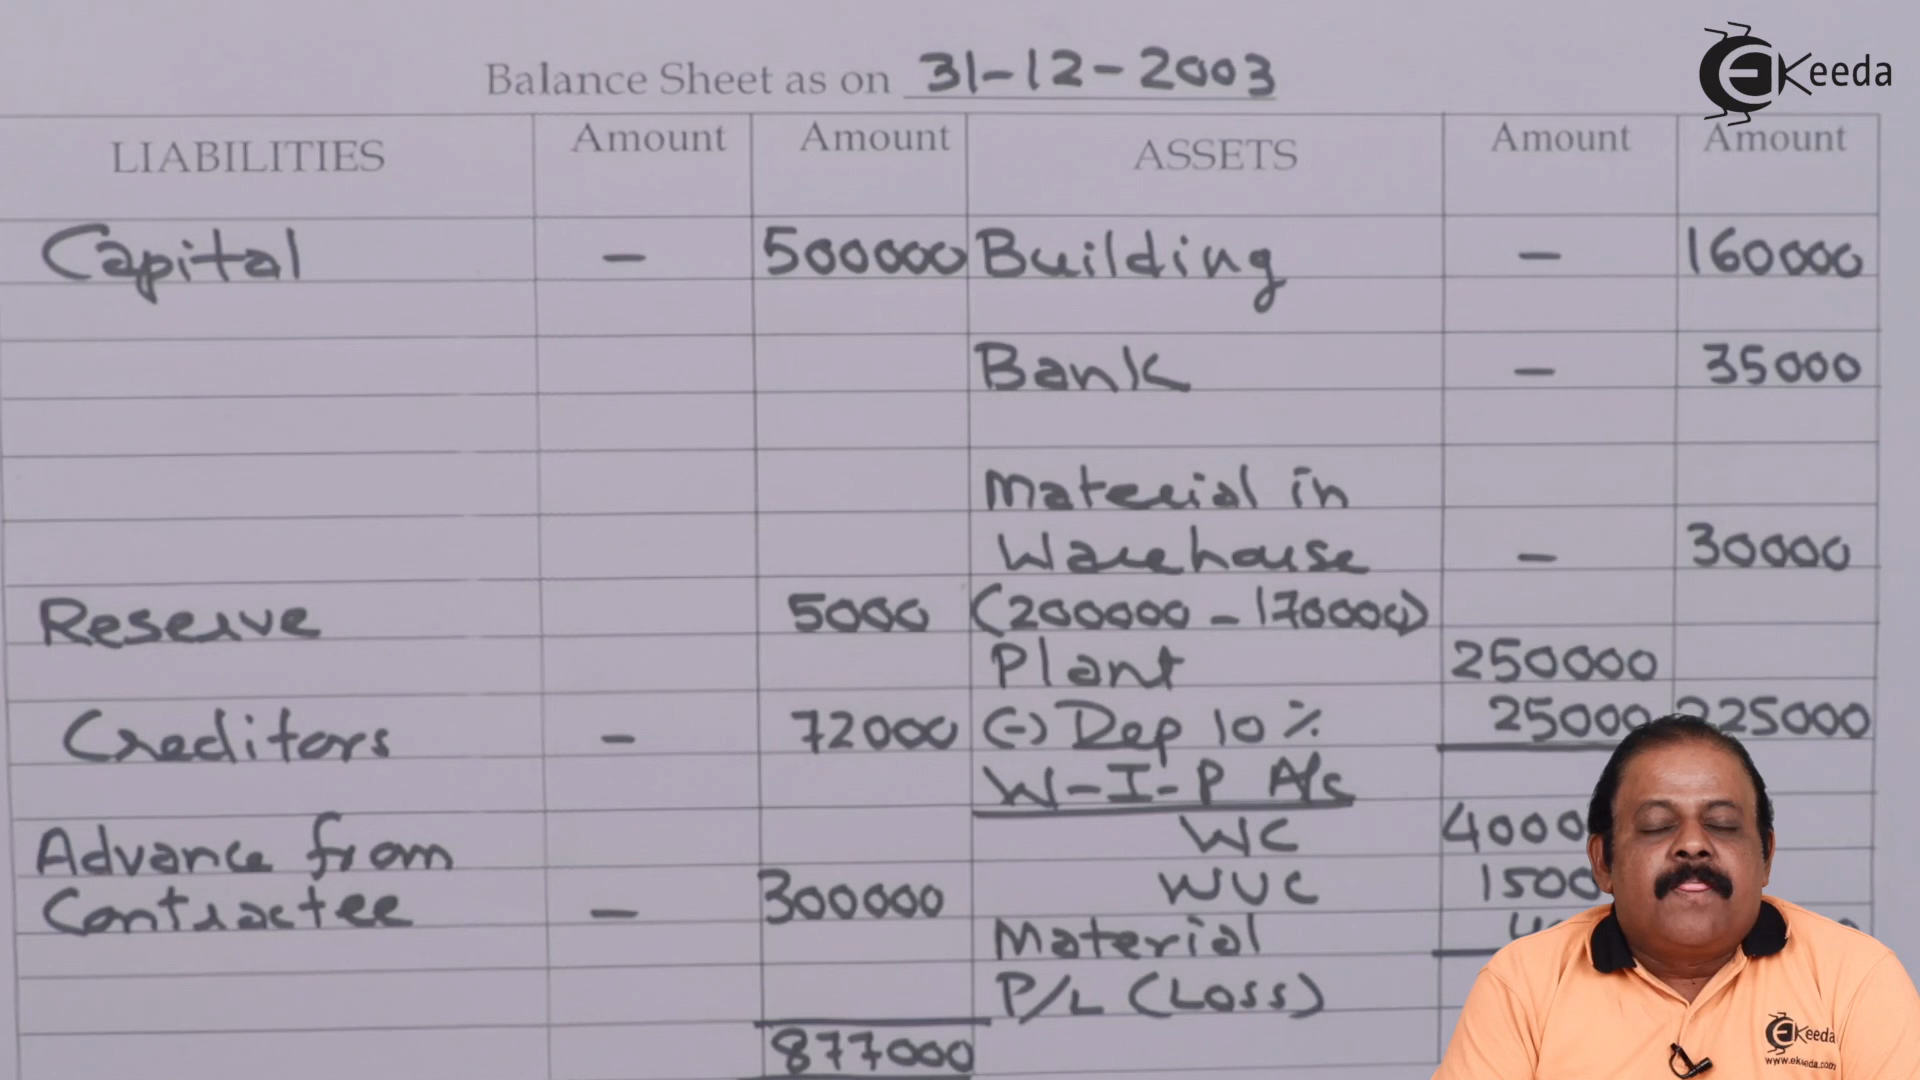 Balance Sheet as on 31-12-2003
EKeeda
LIABILITIES Amount Amount ASSETS Amount Amount
Capital – 500000 Building – 160000
Bank – 35000
Material in
Warehouse – 30000
Reserve 5000 (200000 - 170000)
Plant 250000
Creditors – 72000 (-) Dep 10% 25000 225000
W-I-P A/c
Advance from WC
Contractee – 300000 WUC
Material
P/L (Loss)
877000
EKeeda
www.ekeeda.com